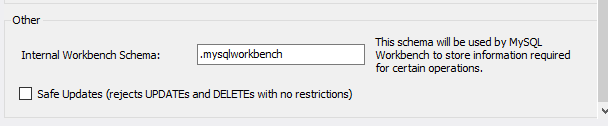 Other
Internal Workbench Schema:
.mysqlworkbench
This schema will be used by MySQL
Workbench to store information required
for certain operations.
Safe Updates (rejects UPDATEs and DELETEs with no restrictions)